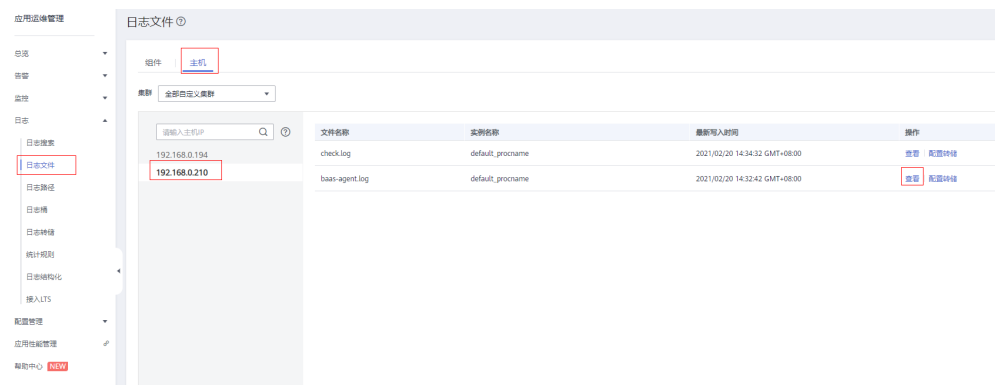 应用运维管理
总览
告警
监控
日志
日志搜索
日志文件
日志路径
日志桶
日志转储
统计规则
日志结构化
接入LTS
配置管理
应用性能管理
帮助中心 NEW
日志文件
组件 主机
集群 全部自定义集群
请输入主机IP
192.168.0.194
192.168.0.210
文件名称 实例名称 最新写入时间 操作
check.log default_procname 2021/02/20 14:34:32 GMT+08:00 查看 配置转储
baas-agent.log default_procname 2021/02/20 14:32:42 GMT+08:00 查看 配置转储